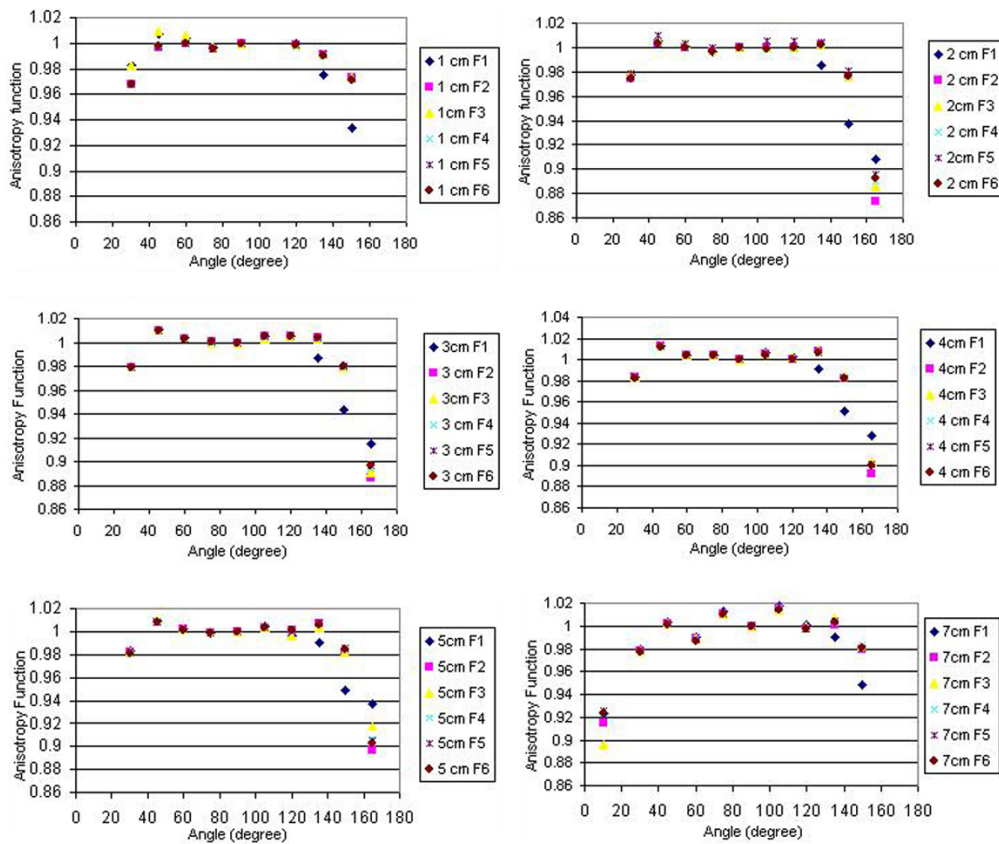 1.02
1
0.98
0.96
0.94
0.92
0.9
0.88
0.86
Anisotropy function
0 20 40 60 80 100 120 140 160 180
Angle (degree)
1 cm F1
1 cm F2
1cm F3
1 cm F4
1 cm F5
1 cm F6
1.02
1
0.98
0.96
0.94
0.92
0.9
0.88
0.86
Anisotropy function
0 20 40 60 80 100 120 140 160 180
Angle (degree)
2 cm F1
2 cm F2
2cm F3
2 cm F4
2cm F5
2 cm F6
1.02
1
0.98
0.96
0.94
0.92
0.9
0.88
0.86
Anisotropy Function
0 20 40 60 80 100 120 140 160 180
Angle (degree)
3cm F1
3 cm F2
3cm F3
3 cm F4
3 cm F5
3 cm F6
1.04
1.02
1
0.98
0.96
0.94
0.92
0.9
0.88
0.86
Anisotropy Function
0 20 40 60 80 100 120 140 160 180
Angle (degree)
4cm F1
4cm F2
4cm F3
4 cm F4
4 cm F5
4 cm F6
1.02
1
0.98
0.96
0.94
0.92
0.9
0.88
0.86
Anisotropy Function
0 20 40 60 80 100 120 140 160 180
Angle (degree)
5cm F1
5cm F2
5cm F3
5cm F4
5cm F5
5 cm F6
1.02
1
0.98
0.96
0.94
0.92
0.9
0.88
0.86
Anisotropy Function
0 20 40 60 80 100 120 140 160 180
Angle (degree)
7cm F1
7cm F2
7cm F3
7cm F4
7cm F5
7cm F6